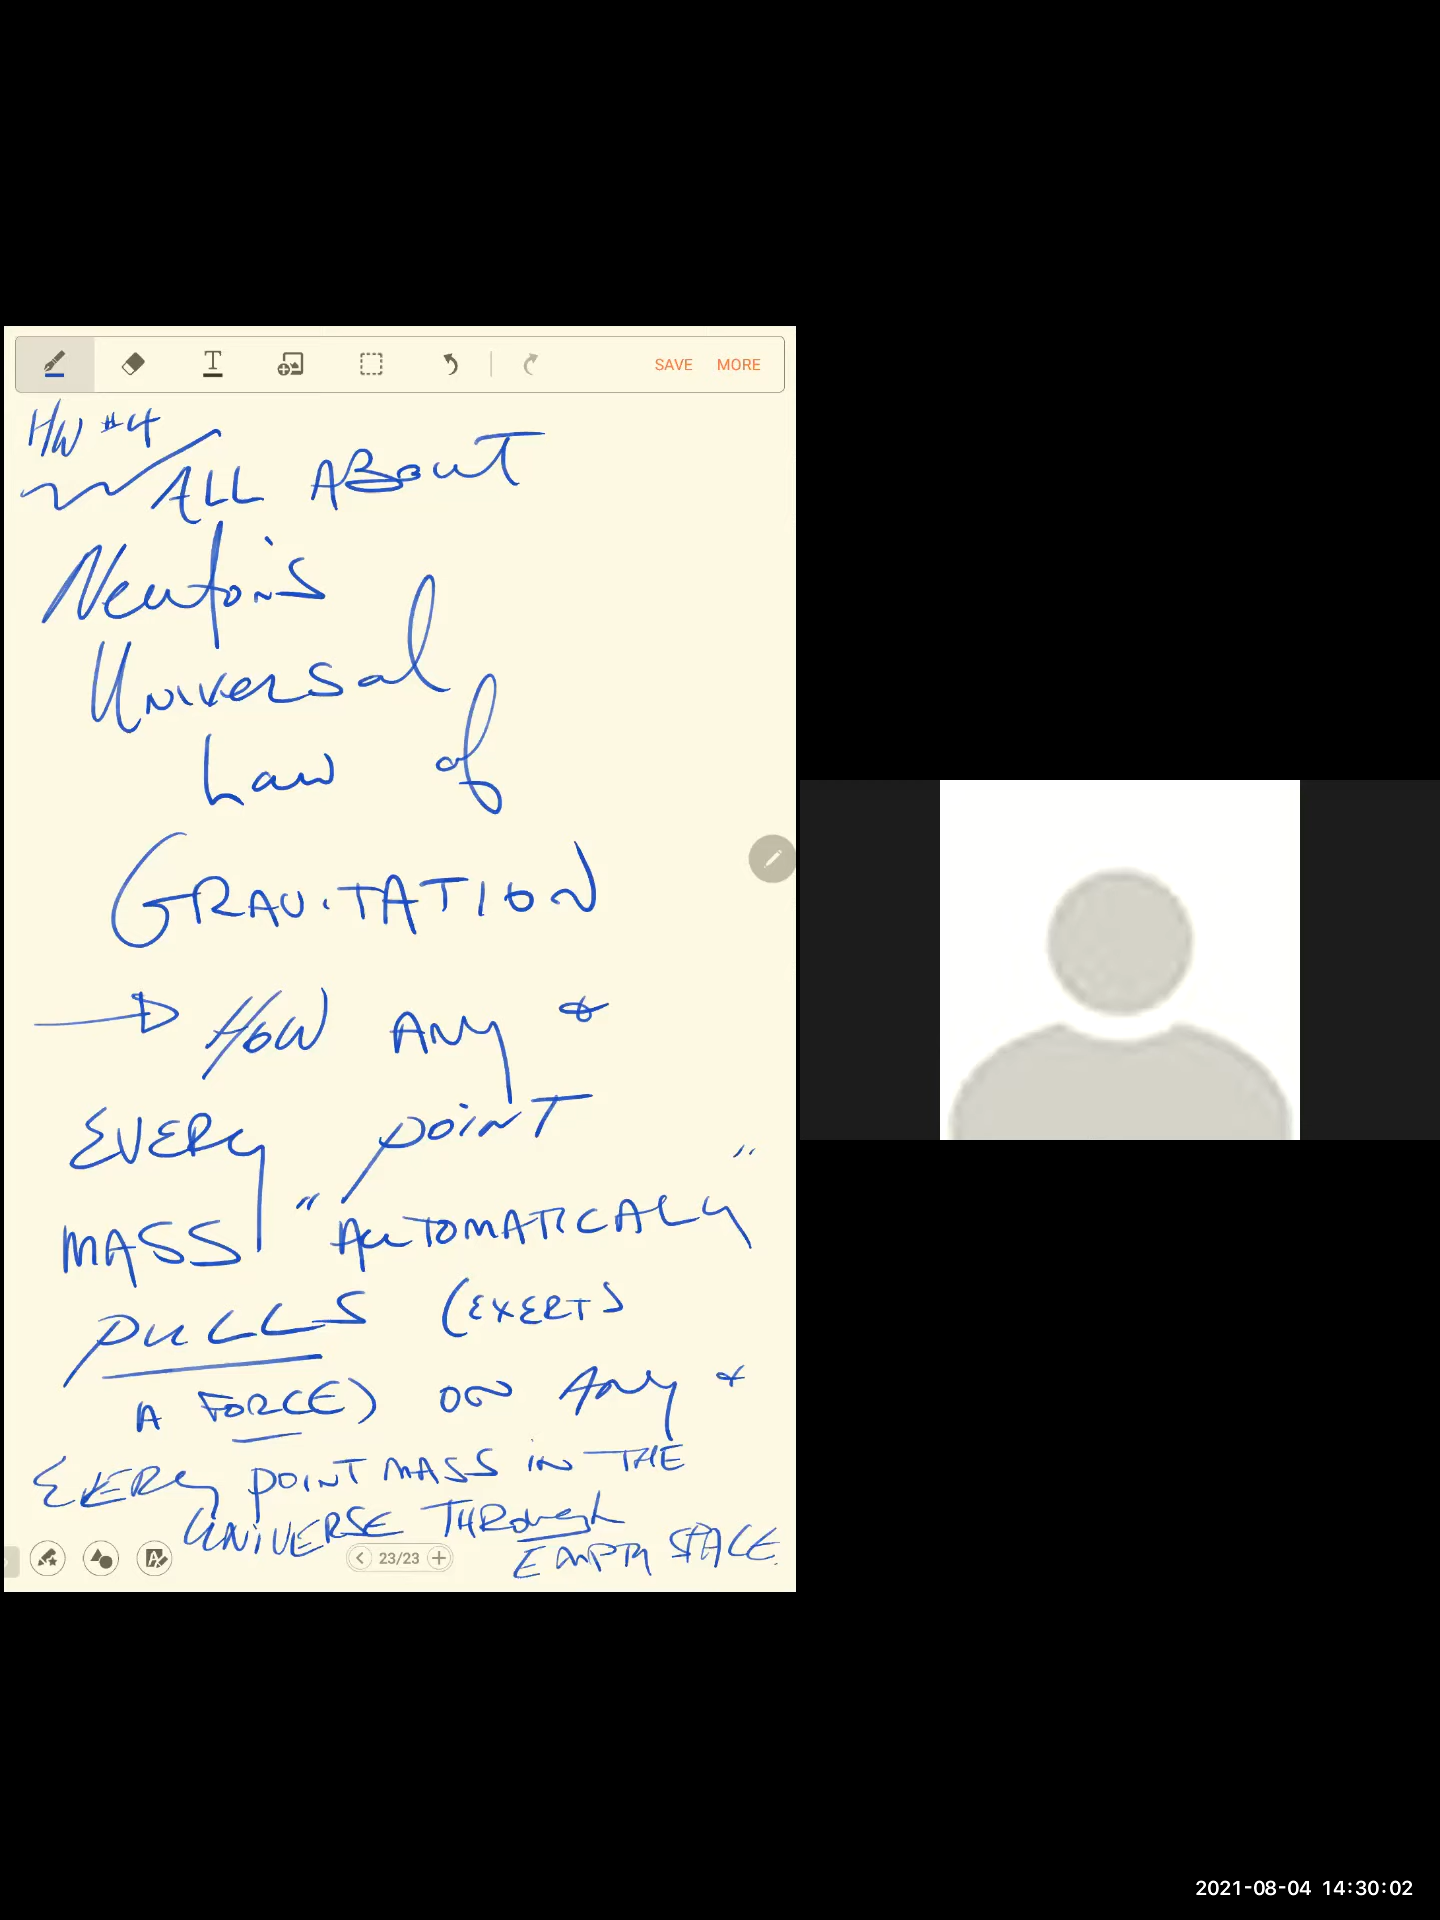 SAVE MORE
HW #4
ALL ABOUT
Newton's
Universal
Law of
GRAVITATION
HOW ANY &
EVERY POINT
MASS "AUTOMATICALY"
PULLS (EXERTS
A FORCE) ON ANY &
EVERY POINT MASS IN THE
UNIVERSE THROUGH
EMPTY SPACE.
23/23
2021-08-04 14:30:02